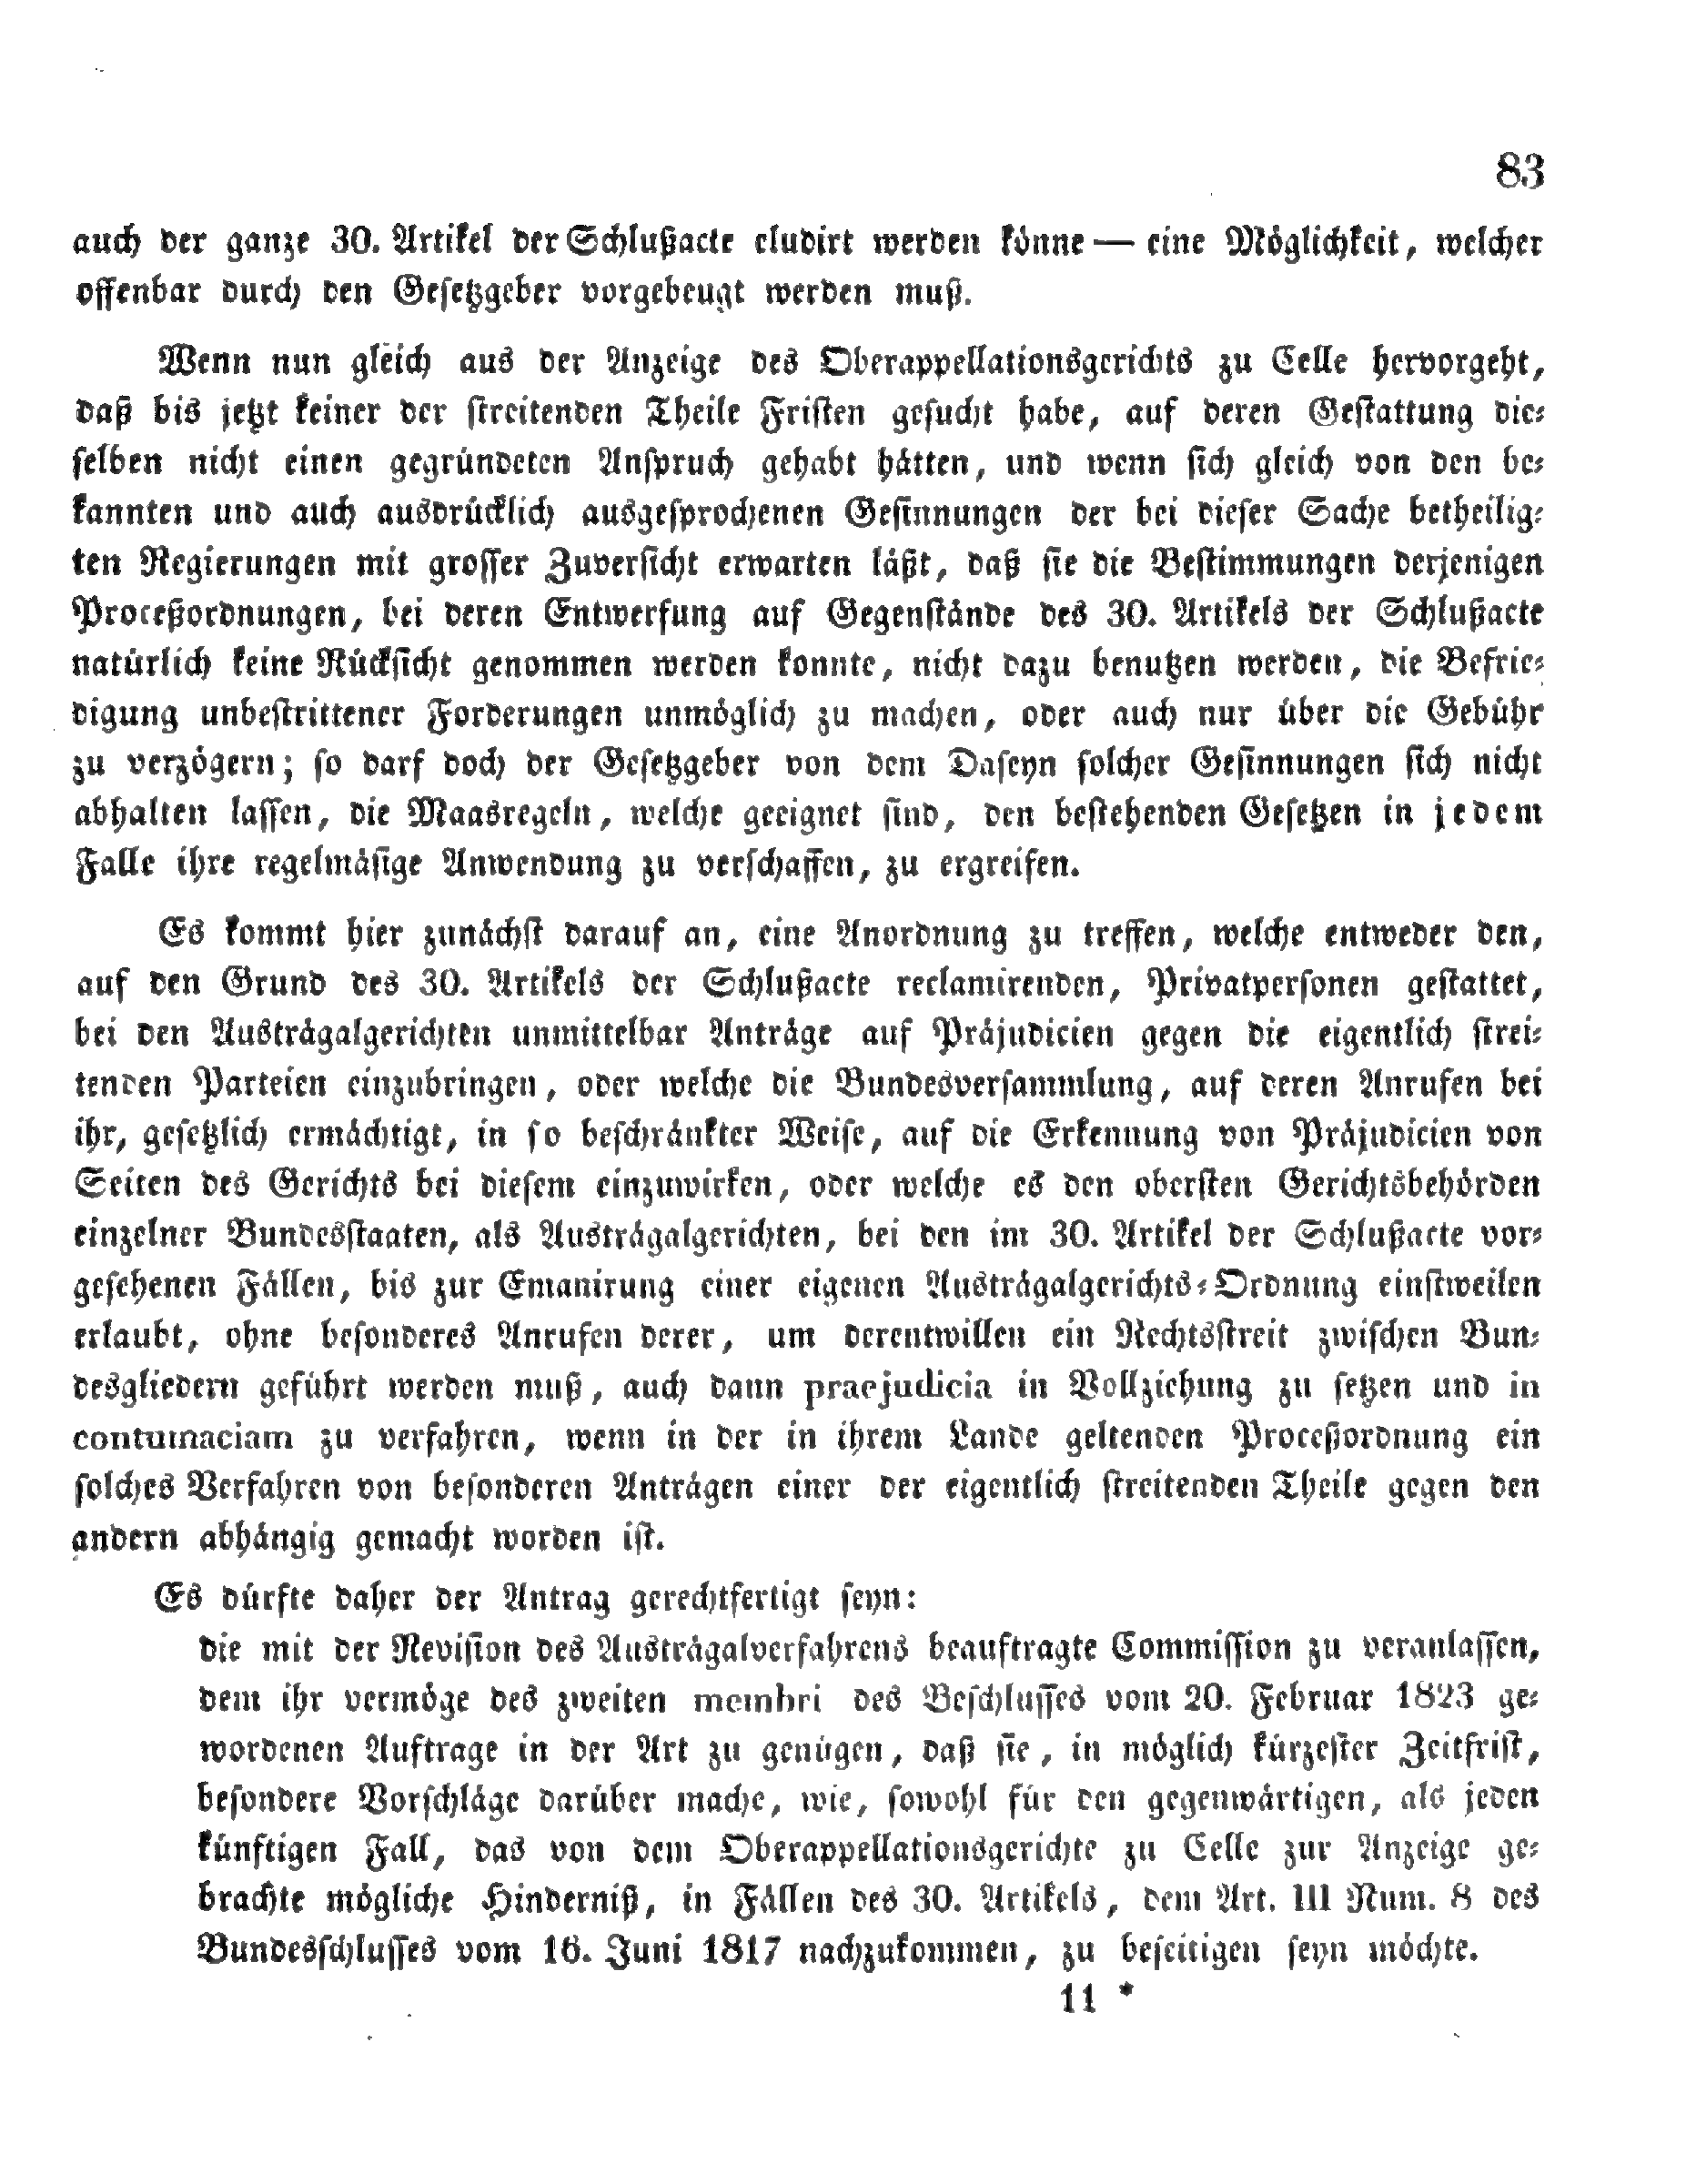 83
auch der ganze 30. Artikel der Schlußacte eludirt werden könne — eine Möglichkeit, welcher
offenbar durch den Gesetzgeber vorgebeugt werden muß.
Wenn nun gleich aus der Anzeige des Oberappellationsgerichts zu Celle hervorgeht,
daß bis jetzt keiner der streitenden Theile Fristen gesucht habe, auf deren Gestattung die-
selben nicht einen gegründeten Anspruch gehabt hätten, und wenn sich gleich von den be-
kannten und auch ausdrücklich ausgesprochenen Gesinnungen der bei dieser Sache betheilig-
ten Regierungen mit grosser Zuversicht erwarten läßt, daß sie die Bestimmungen derjenigen
Proceßordnungen, bei deren Entwerfung auf Gegenstände des 30. Artikels der Schlußacte
natürlich keine Rücksicht genommen werden konnte, nicht dazu benutzen werden, die Befrie-
digung unbestrittener Forderungen unmöglich zu machen, oder auch nur über die Gebühr
zu verzögern; so darf doch der Gesetzgeber von dem Daseyn solcher Gesinnungen sich nicht
abhalten lassen, die Maasregeln, welche geeignet sind, den bestehenden Gesetzen in jedem
Falle ihre regelmäsige Anwendung zu verschaffen, zu ergreifen.
Es kommt hier zunächst darauf an, eine Anordnung zu treffen, welche entweder den,
auf den Grund des 30. Artikels der Schlußacte reclamirenden, Privatpersonen gestattet,
bei den Austrägalgerichten unmittelbar Anträge auf Präjudicien gegen die eigentlich strei-
tenden Parteien einzubringen, oder welche die Bundesversammlung, auf deren Anrufen bei
ihr, gesetzlich ermächtigt, in so beschränkter Weise, auf die Erkennung von Präjudicien von
Seiten des Gerichts bei diesem einzuwirken, oder welche es den obersten Gerichtsbehörden
einzelner Bundesstaaten, als Austrägalgerichten, bei den im 30. Artikel der Schlußacte vor-
gesehenen Fällen, bis zur Emanirung einer eigenen Austrägalgerichts-Ordnung einstweilen
erlaubt, ohne besonderes Anrufen derer, um derentwillen ein Rechtsstreit zwischen Bun-
desgliedern geführt werden muß, auch dann praejudicia in Vollziehung zu setzen und in
contumaciam zu verfahren, wenn in der in ihrem Lande geltenden Proceßordnung ein
solches Verfahren von besonderen Anträgen einer der eigentlich streitenden Theile gegen den
andern abhängig gemacht worden ist.
Es dürfte daher der Antrag gerechtfertigt seyn:
die mit der Revision des Austrägalverfahrens beauftragte Commission zu veranlassen,
dem ihr vermöge des zweiten membri des Beschlusses vom 20. Februar 1823 ge-
wordenen Auftrage in der Art zu genügen, daß sie, in möglich kürzester Zeitfrist,
besondere Vorschläge darüber mache, wie, sowohl für den gegenwärtigen, als jeden
künftigen Fall, das von dem Oberappellationsgerichte zu Celle zur Anzeige ge-
brachte mögliche Hinderniß, in Fällen des 30. Artikels, dem Art. III Num. 8 des
Bundesschlusses vom 16. Juni 1817 nachzukommen, zu beseitigen seyn möchte.
11 *